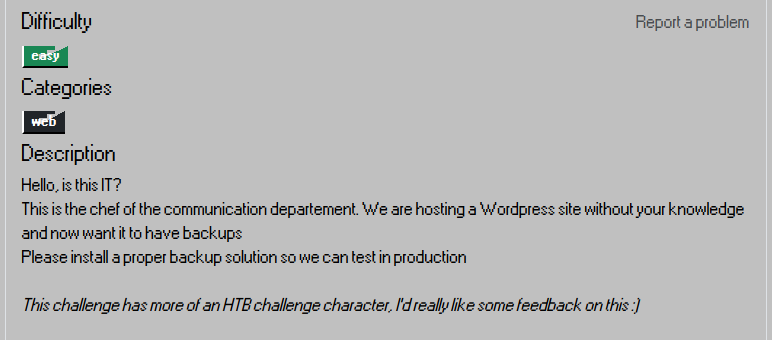 Difficulty
Report a problem
easy
Categories
web
Description
Hello, is this IT?
This is the chef of the communication departement. We are hosting a Wordpress site without your knowledge
and now want it to have backups
Please install a proper backup solution so we can test in production
This challenge has more of an HTB challenge character, I'd really like some feedback on this :)